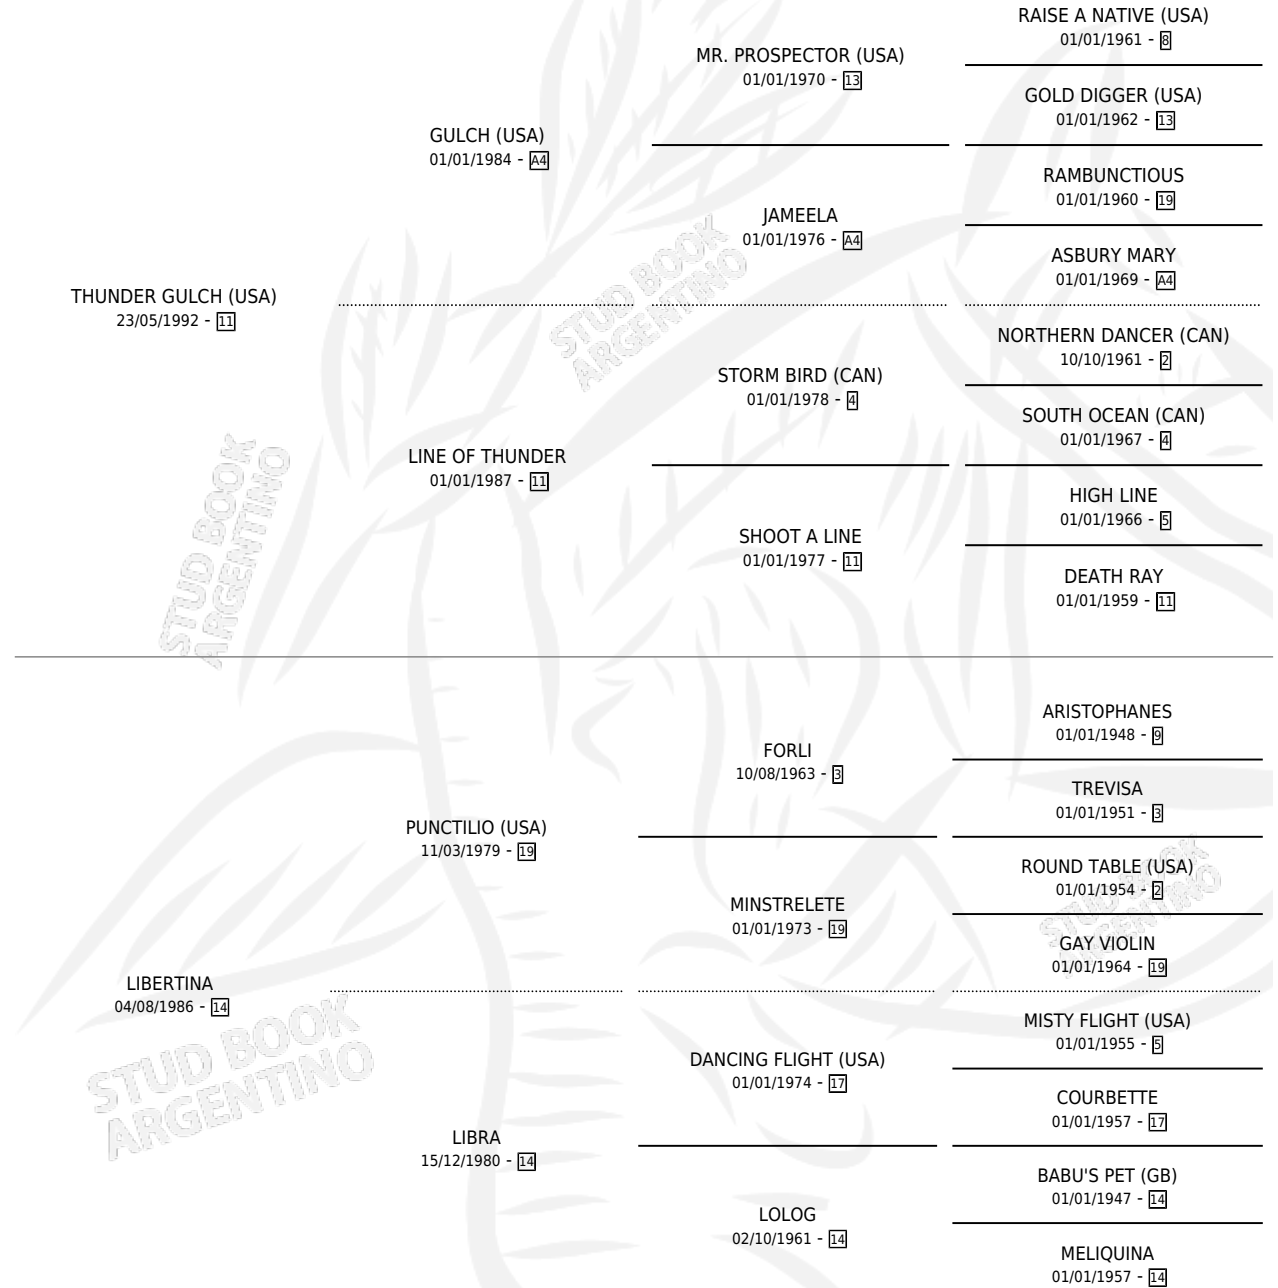 RAISE A NATIVE (USA)
01/01/1961 - 8
MR. PROSPECTOR (USA)
01/01/1970 - 13
GOLD DIGGER (USA)
01/01/1962 - 13
GULCH (USA)
01/01/1984 - A4
RAMBUNCTIOUS
01/01/1960 - 19
JAMEELA
01/01/1976 - A4
ASBURY MARY
01/01/1969 - A4
THUNDER GULCH (USA)
23/05/1992 - 11
NORTHERN DANCER (CAN)
10/10/1961 - 2
STORM BIRD (CAN)
01/01/1978 - 4
SOUTH OCEAN (CAN)
01/01/1967 - 4
LINE OF THUNDER
01/01/1987 - 11
HIGH LINE
01/01/1966 - 5
SHOOT A LINE
01/01/1977 - 11
DEATH RAY
01/01/1959 - 11
ARISTOPHANES
01/01/1948 - 9
FORLI
10/08/1963 - 3
TREVISA
01/01/1951 - 3
PUNCTILIO (USA)
11/03/1979 - 19
ROUND TABLE (USA)
01/01/1954 - 2
MINSTRELETE
01/01/1973 - 19
GAY VIOLIN
01/01/1964 - 19
LIBERTINA
04/08/1986 - 14
MISTY FLIGHT (USA)
01/01/1955 - 5
DANCING FLIGHT (USA)
01/01/1974 - 17
COURBETTE
01/01/1957 - 17
LIBRA
15/12/1980 - 14
BABU'S PET (GB)
01/01/1947 - 14
LOLOG
02/10/1961 - 14
MELIQUINA
01/01/1957 - 14
STUD BOOK
ARGENTINO
STUD BOOK
ARGENTINO
STUD BOOK
ARGENTINO
STUD BOOK
ARGENTINO